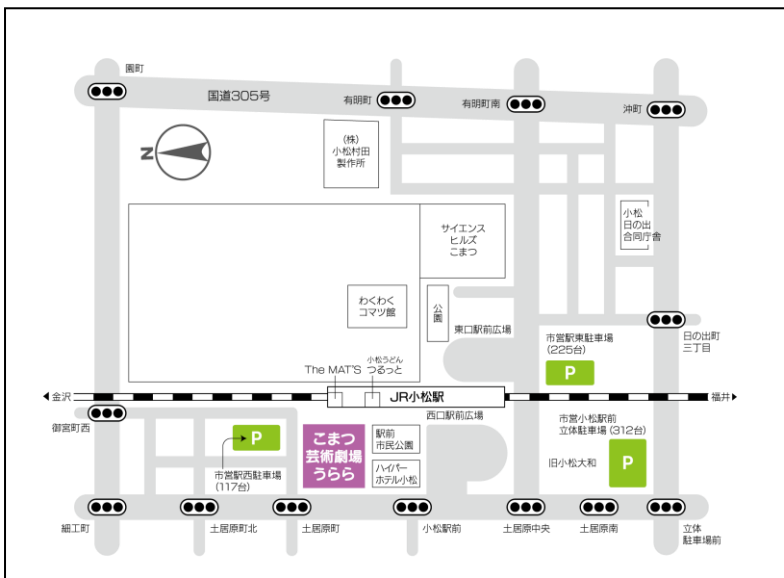 園町
国道305号
有明町
有明町南
沖町
N
(株)
小松村田
製作所
サイエンス
ヒルズ
こまつ
小松
日の出
合同庁舎
わくわく
コマツ館
公園
東口駅前広場
日の出町
三丁目
市営駅東駐車場
(225台)
P
小松うどん
つるっと
The MAT'S
JR小松駅
金沢
福井
御宮町西
西口駅前広場
市営小松駅前
立体駐車場(312台)
P
市営駅西駐車場
(117台)
こまつ
芸術劇場
うらら
駅前
市民公園
ハイパー
ホテル小松
旧小松大和
P
細工町
土居原町北
土居原町
小松駅前
土居原中央
土居原南
立体
駐車場前